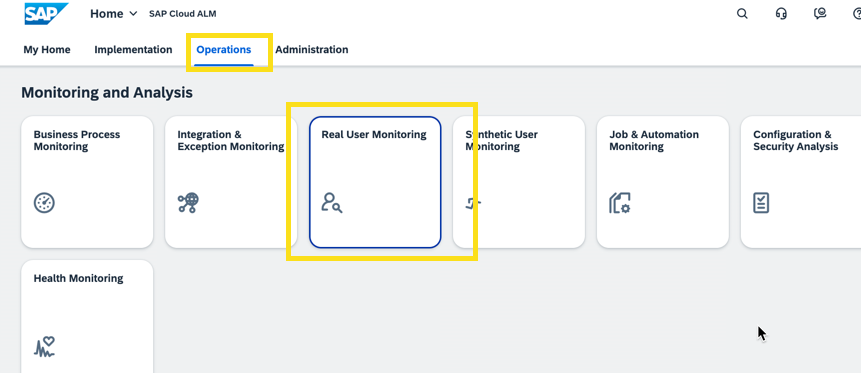 SAP
Home
SAP Cloud ALM
My Home
Implementation
Operations
Administration
Monitoring and Analysis
Business Process
Monitoring
Integration &
Exception Monitoring
Real User Monitoring
Synthetic User
Monitoring
Job & Automation
Monitoring
Configuration &
Security Analysis
Health Monitoring